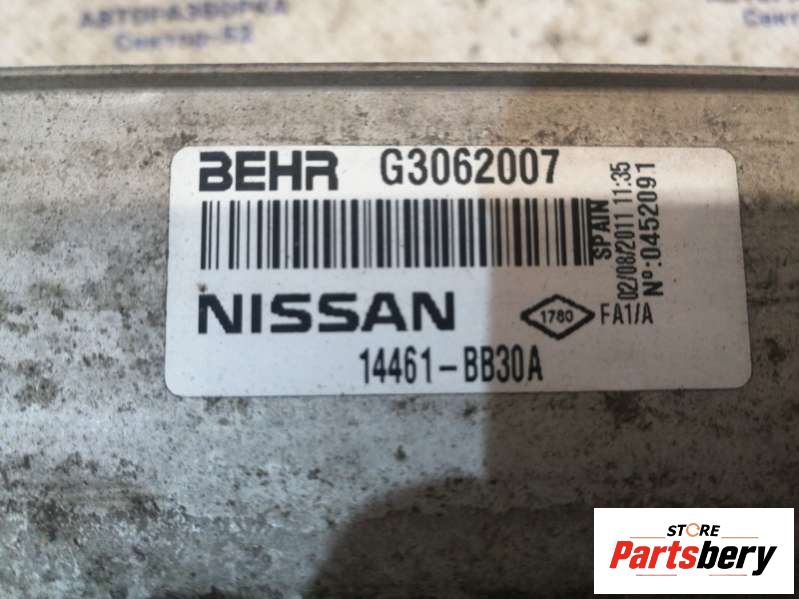 АВТОРАЗБОРКА
Сектор-52
BEHR G3062007
SPAIN
02/08/2011 11:35
Nº:0452091
NISSAN
1780
FA1/A
14461-BB30A
STORE
Partsbery